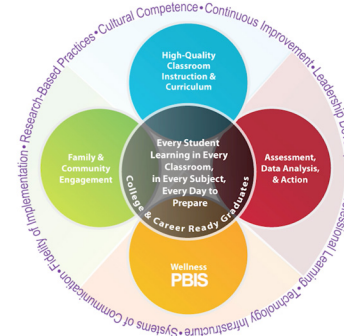 Fidelity of Implementation • Research-Based Practices • Cultural Competence • Continuous Improvement • Leadership
Learning • Technology Infrastructure • Systems of Communication •
High-Quality
Classroom
Instruction &
Curriculum
Family &
Community
Engagement
Every Student
Learning in Every
Classroom,
in Every Subject,
Every Day to
Prepare
College & Career Ready Graduates
Assessment,
Data Analysis,
& Action
Wellness
PBIS